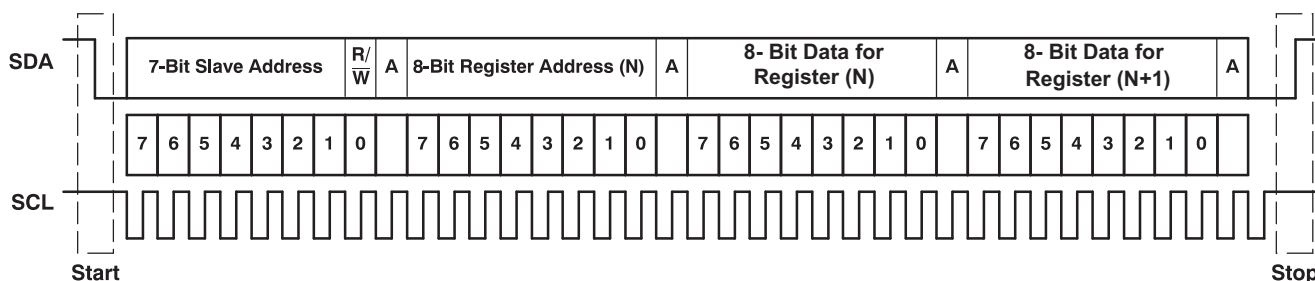 SDA
7-Bit Slave Address
R/
W
A
8-Bit Register Address (N)
A
8- Bit Data for
Register (N)
A
8- Bit Data for
Register (N+1)
A
7 6 5 4 3 2 1 0 7 6 5 4 3 2 1 0 7 6 5 4 3 2 1 0 7 6 5 4 3 2 1 0
SCL
Start
Stop